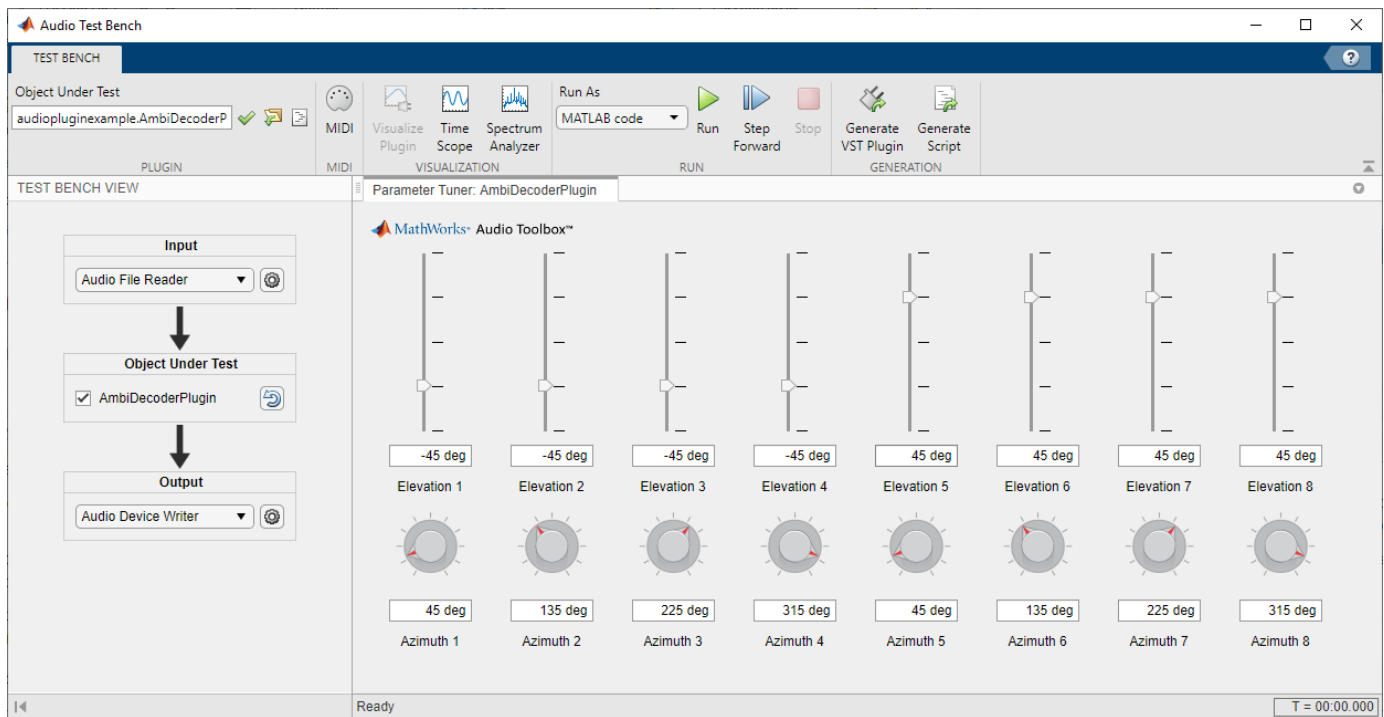 Audio Test Bench
TEST BENCH
?
Object Under Test
audiopluginexample.AmbiDecoderP
MIDI
Visualize Plugin
Time Scope
Spectrum Analyzer
Run As
MATLAB code
Run
Step Forward
Stop
Generate VST Plugin
Generate Script
PLUGIN
MIDI
VISUALIZATION
RUN
GENERATION
TEST BENCH VIEW
Parameter Tuner: AmbiDecoderPlugin
Input
Audio File Reader
Object Under Test
AmbiDecoderPlugin
Output
Audio Device Writer
MathWorks® Audio Toolbox™
-45 deg -45 deg -45 deg -45 deg 45 deg 45 deg 45 deg 45 deg
Elevation 1 Elevation 2 Elevation 3 Elevation 4 Elevation 5 Elevation 6 Elevation 7 Elevation 8
45 deg 135 deg 225 deg 315 deg 45 deg 135 deg 225 deg 315 deg
Azimuth 1 Azimuth 2 Azimuth 3 Azimuth 4 Azimuth 5 Azimuth 6 Azimuth 7 Azimuth 8
Ready
T = 00:00.000